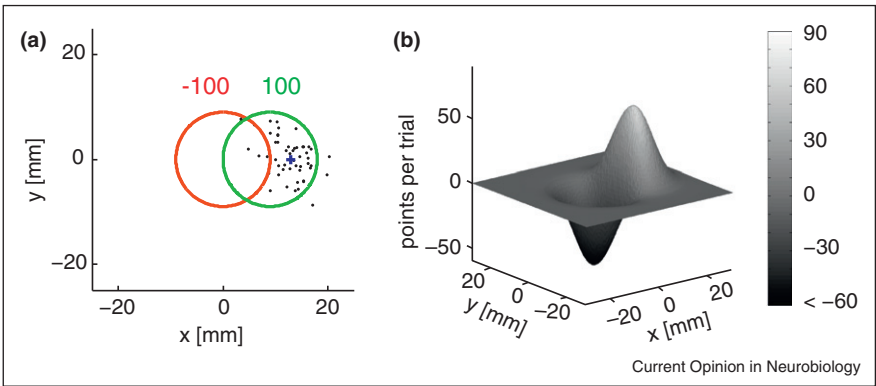 (a)
-100 100
20
0
−20
y [mm]
−20 0 20
x [mm]
(b)
points per trial
50
0
−50
20
0
−20
y [mm]
−20
0
20
x [mm]
90
60
30
0
−30
< −60
Current Opinion in Neurobiology